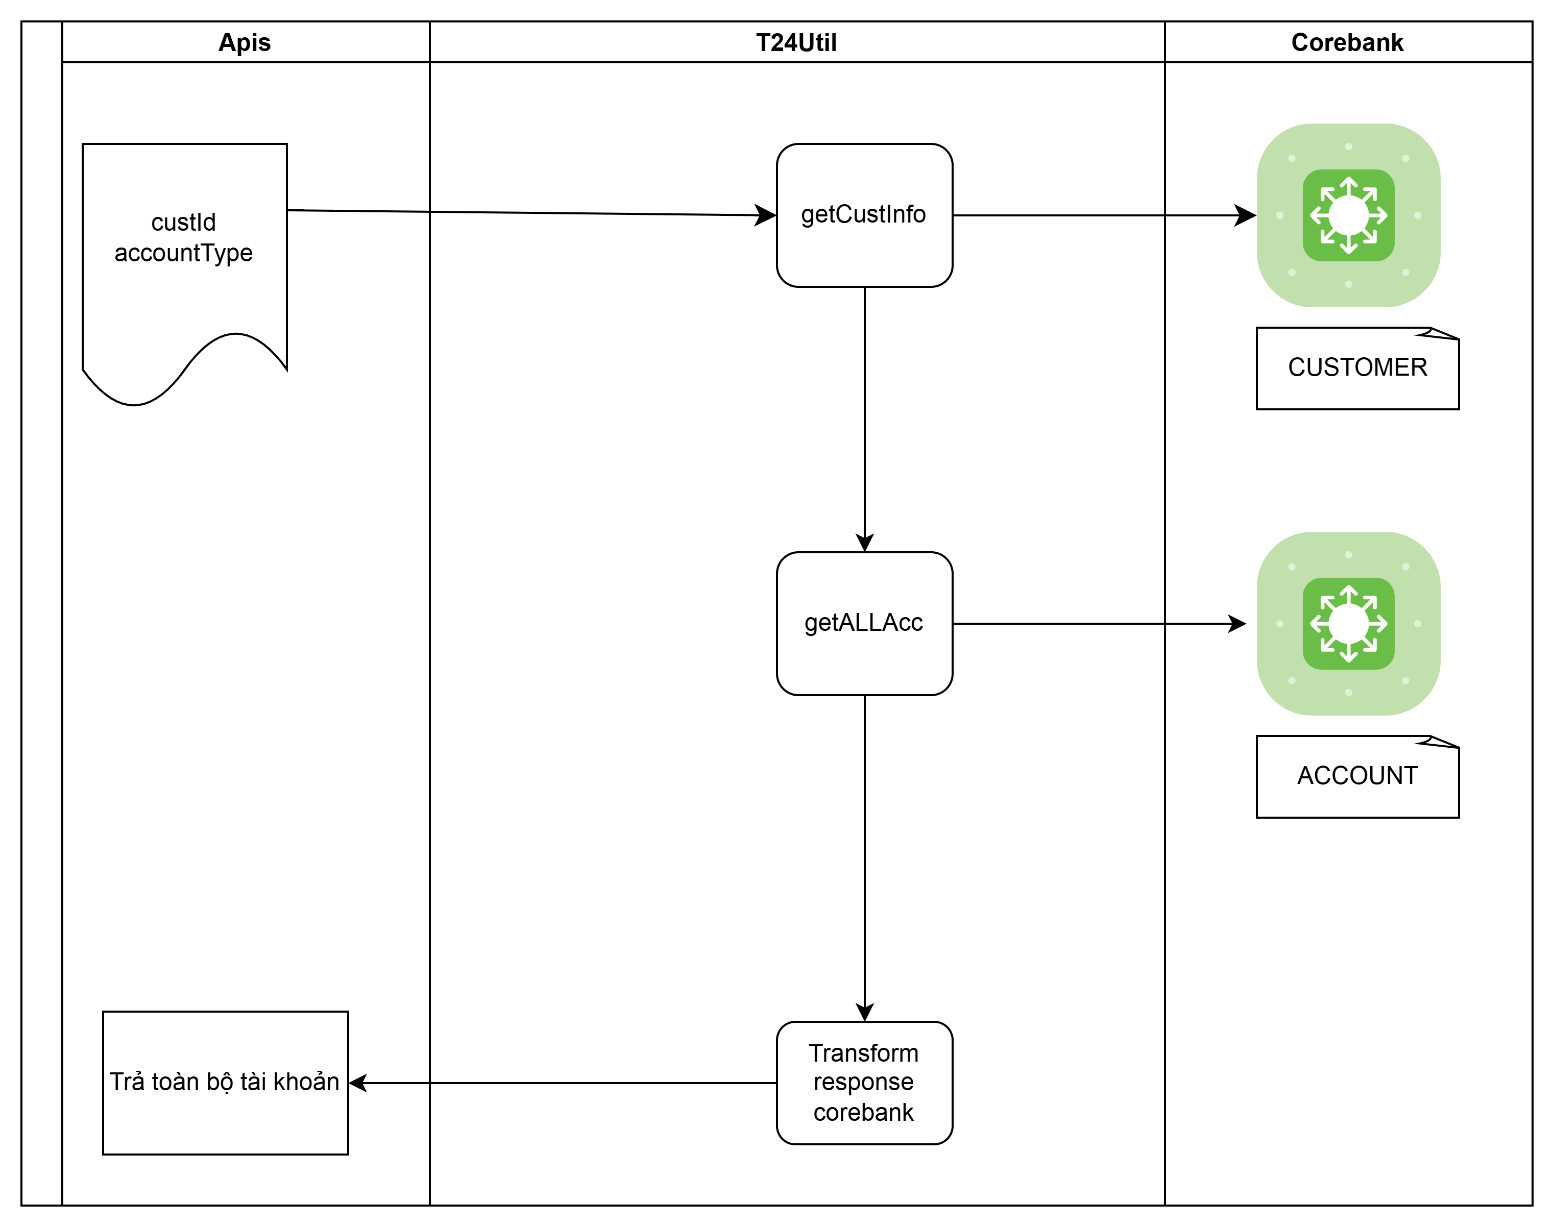 Apis
T24Util
Corebank
custId
accountType
getCustInfo
CUSTOMER
getALLAcc
ACCOUNT
Trả toàn bộ tài khoản
Transform
response
corebank